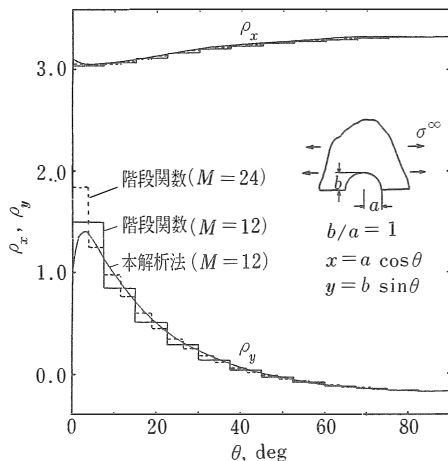 ρx
3.0
σ∞
b
a
階段関数(M=24)
2.0
階段関数(M=12)
b/a = 1
本解析法(M=12)
x = a cosθ
y = b sinθ
ρx, ρy
1.0
ρy
0.0
0 20 40 60 80
θ, deg